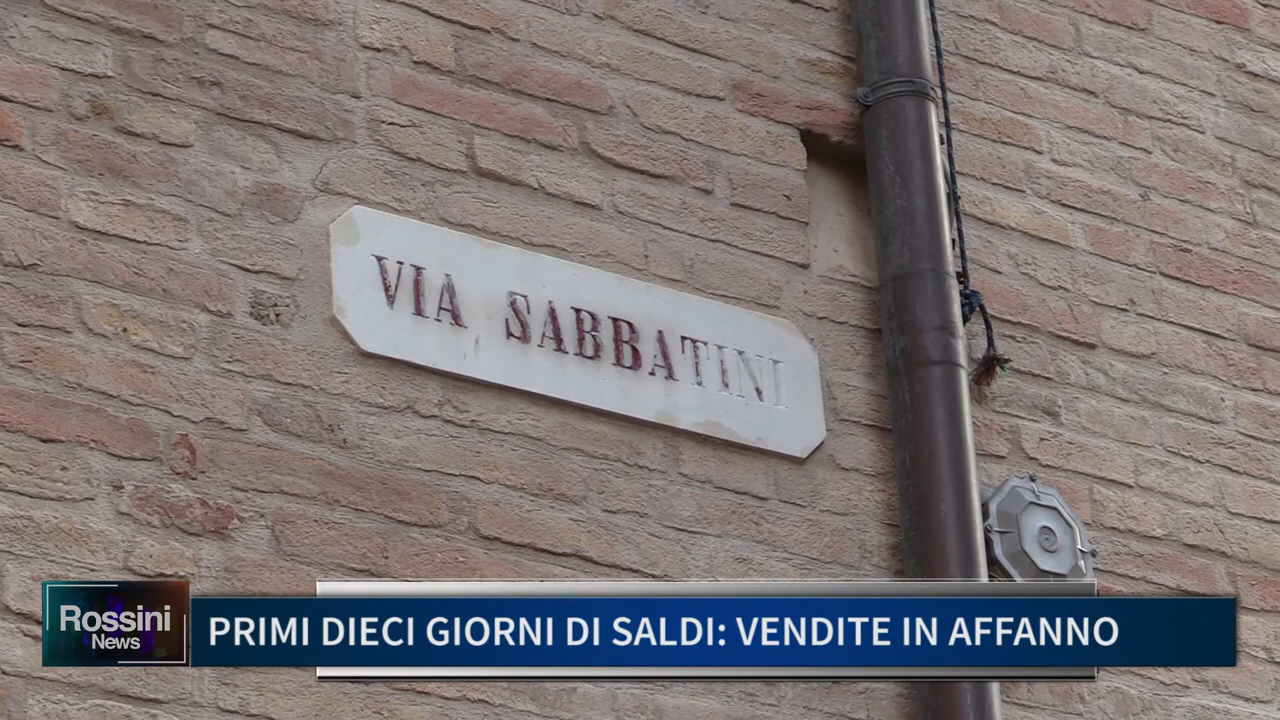 VIA SABBATINI
Rossini
News
PRIMI DIECI GIORNI DI SALDI: VENDITE IN AFFANNO